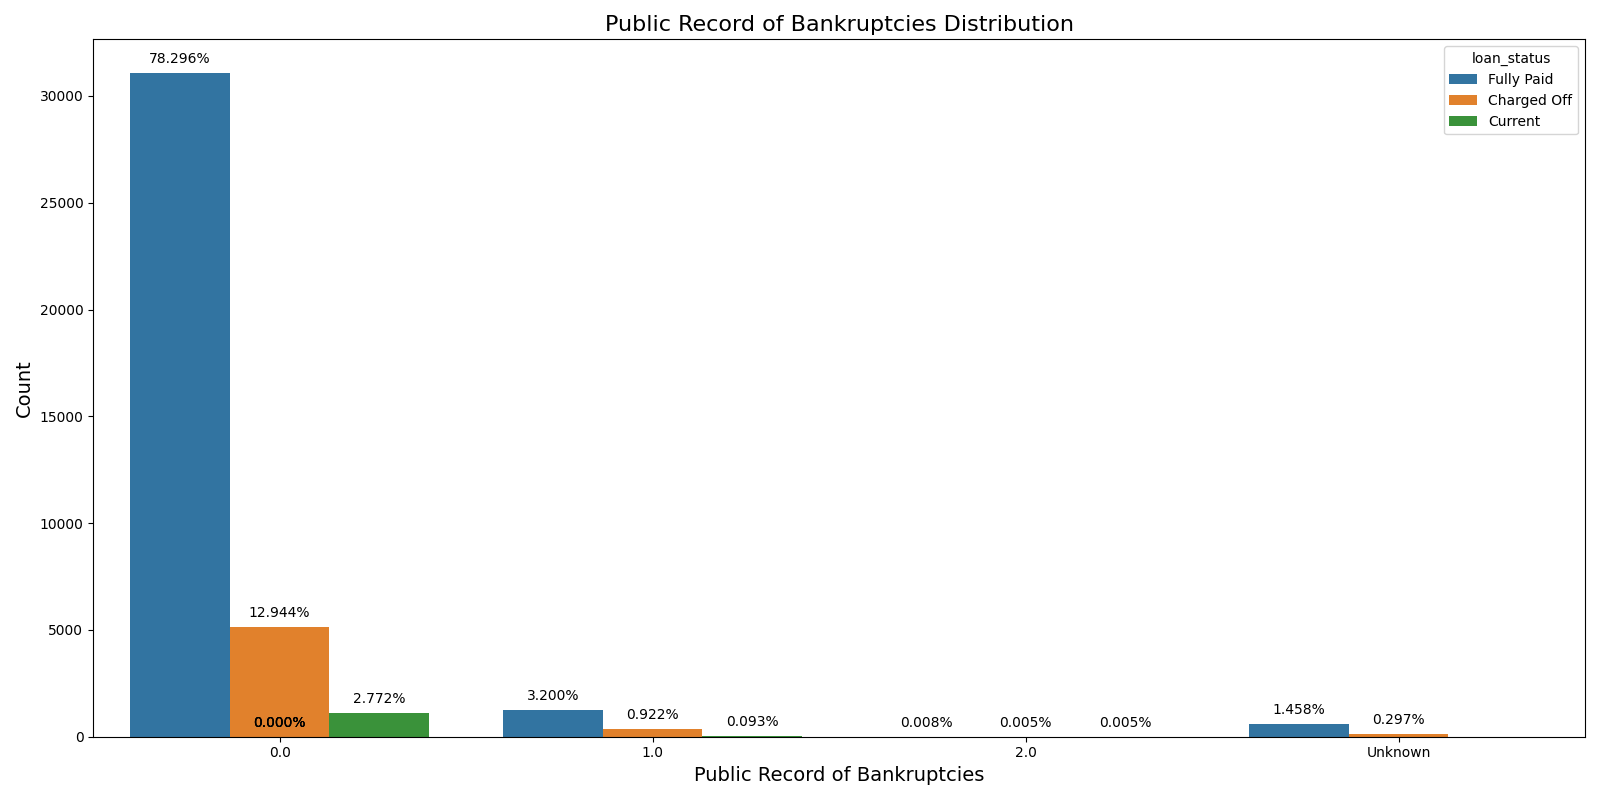 Public Record of Bankruptcies Distribution
loan_status
Fully Paid
Charged Off
Current
Count
30000
25000
20000
15000
10000
5000
0
78.296%
12.944%
0.000%
2.772%
3.200%
0.922%
0.093%
0.008%
0.005%
0.005%
1.458%
0.297%
0.0
1.0
2.0
Unknown
Public Record of Bankruptcies